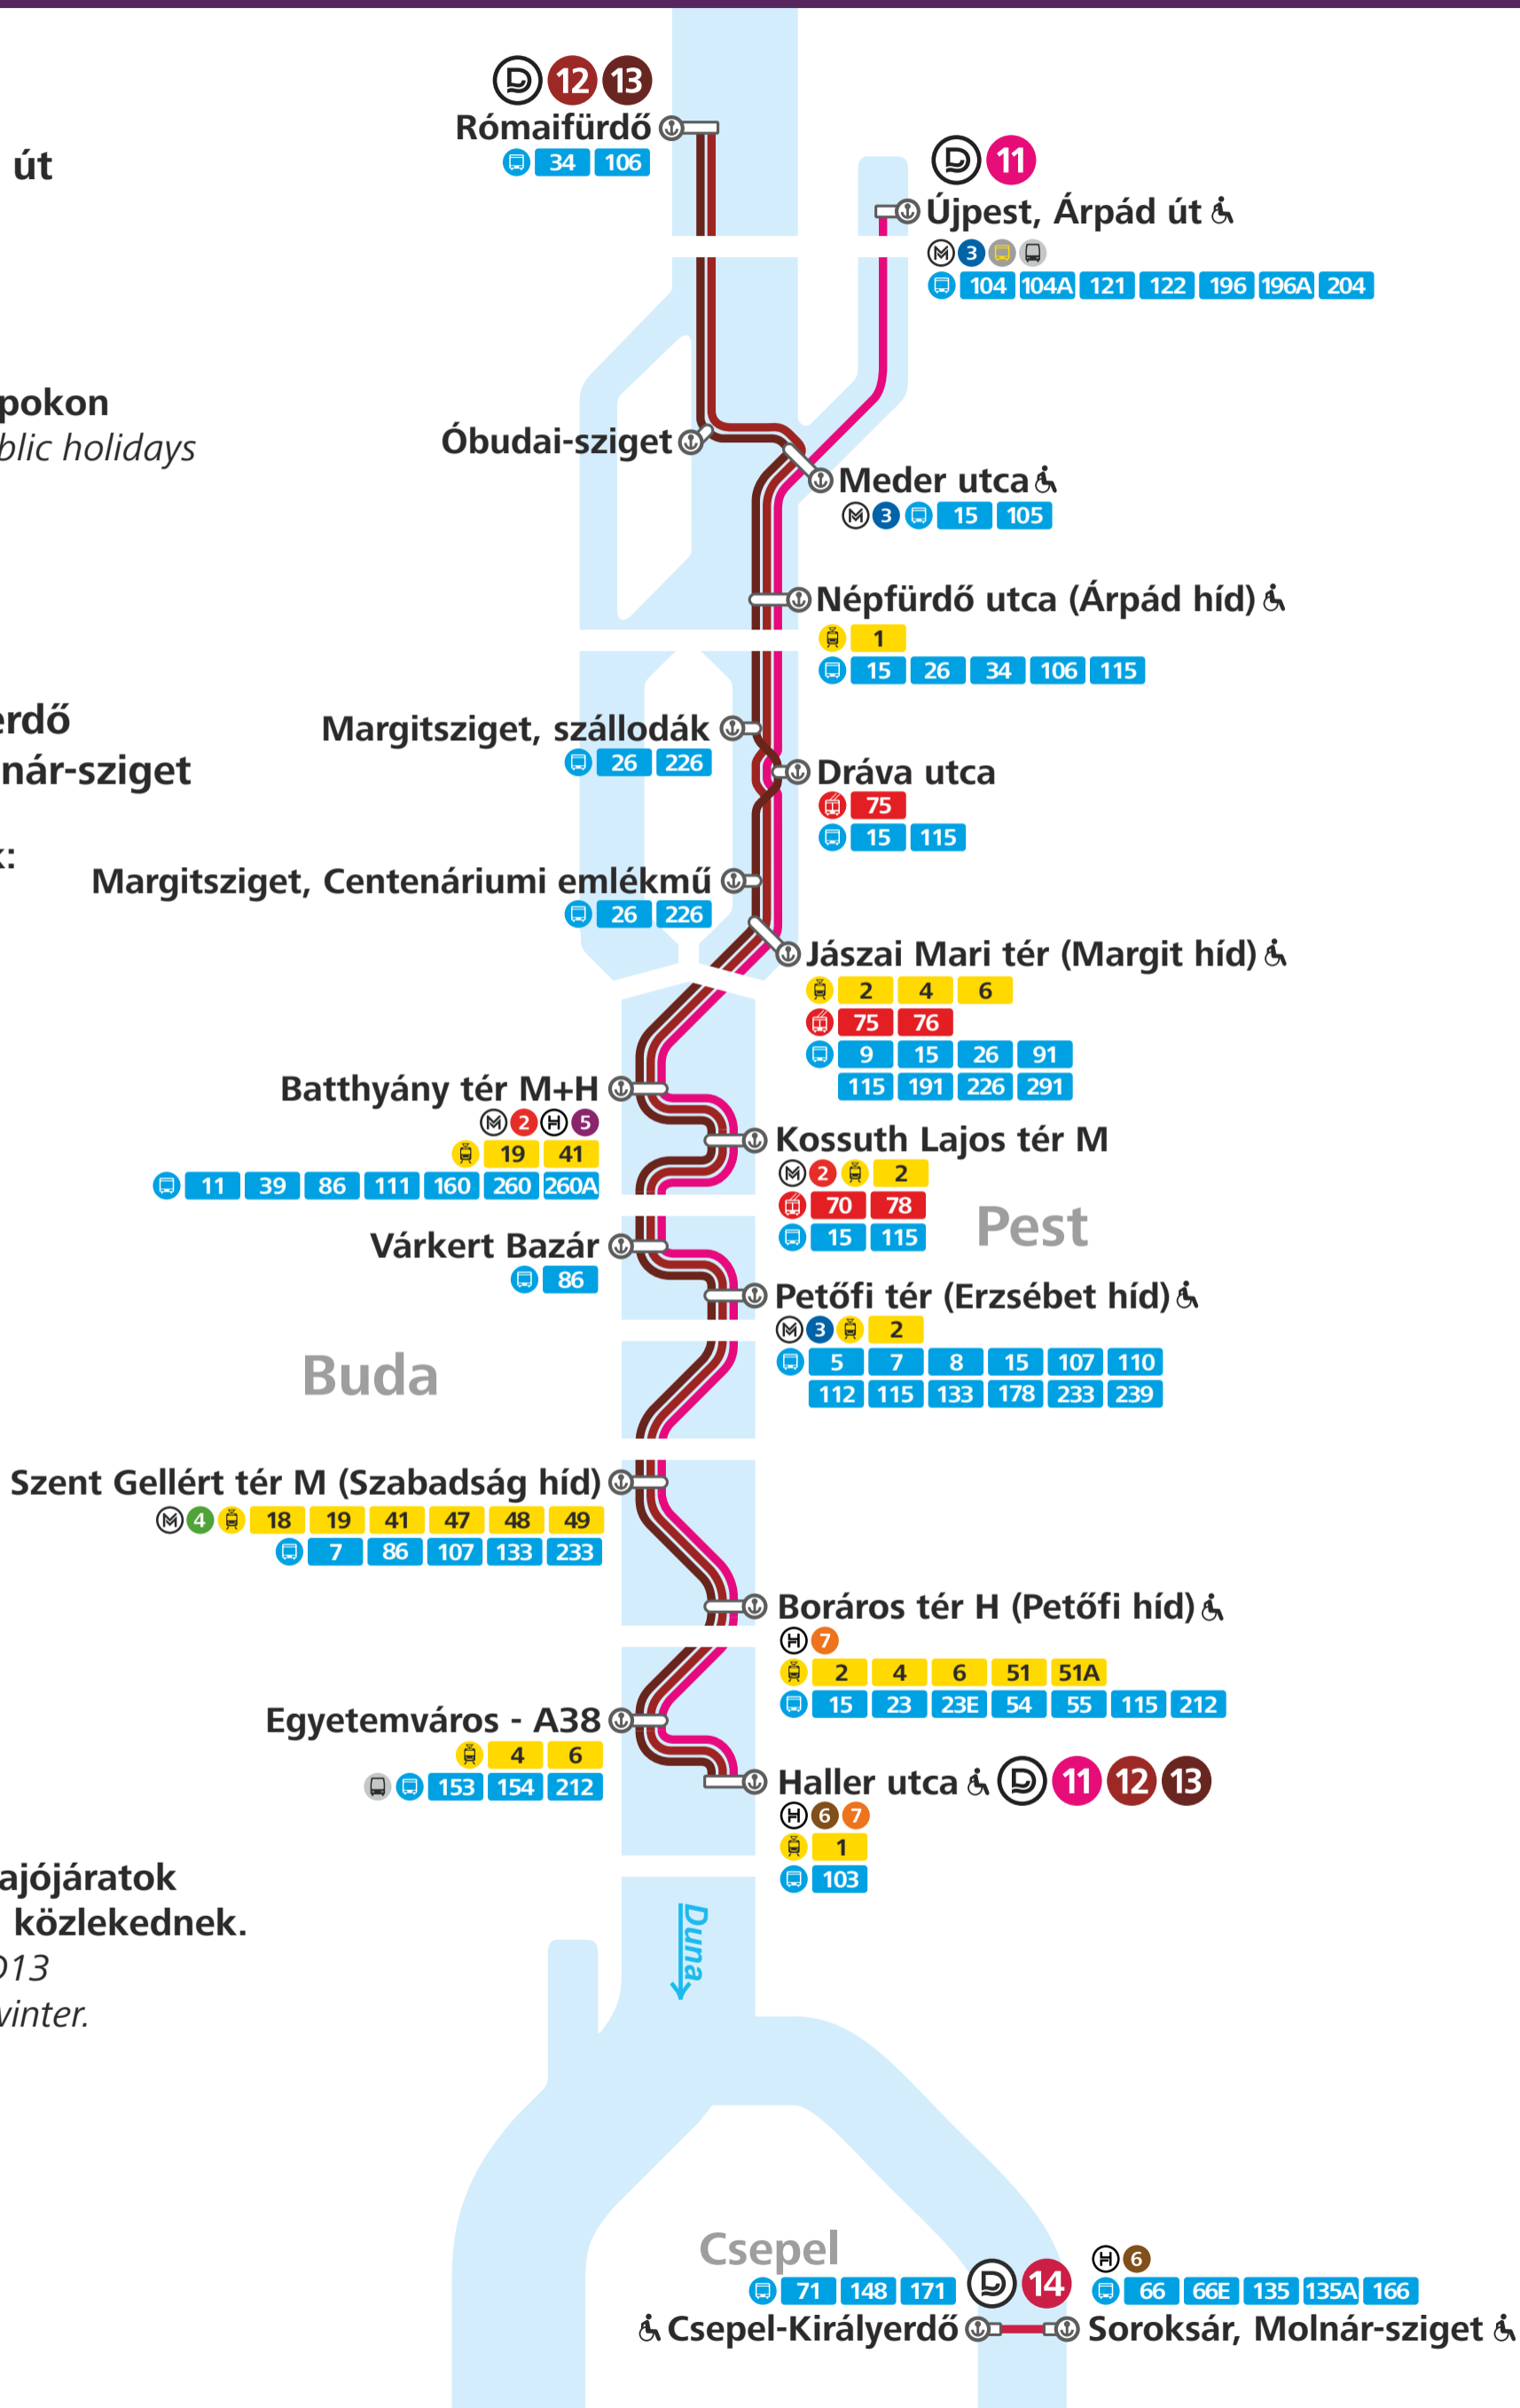 D 12 13
Rómaifürdő
34 106
út
D 11
Újpest, Árpád út
M 3
104 104A 121 122 196 196A 204
pokon
blic holidays
Óbudai-sziget
Meder utca
M 3 15 105
Népfürdő utca (Árpád híd)
1
15 26 34 106 115
erdő
nár-sziget
k:
Margitsziget, szállodák
26 226
Dráva utca
75
15 115
Margitsziget, Centenáriumi emlékmű
26 226
Jászai Mari tér (Margit híd)
2 4 6
75 76
9 15 26 91
115 191 226 291
Batthyány tér M+H
M 2 H 5
19 41
11 39 86 111 160 260 260A
Kossuth Lajos tér M
M 2 2
70 78
15 115
Pest
Várkert Bazár
86
Petőfi tér (Erzsébet híd)
M 3 2
5 7 8 15 107 110
112 115 133 178 233 239
Buda
Szent Gellért tér M (Szabadság híd)
M 4 18 19 41 47 48 49
7 86 107 133 233
Boráros tér H (Petőfi híd)
H 7
2 4 6 51 51A
15 23 23E 54 55 115 212
Egyetemváros - A38
4 6
153 154 212
Haller utca D 11 12 13
H 6 7
1
103
ajójáratok
közlekednek.
D13
winter.
Duna
Csepel
71 148 171 D 14
H 6
66 66E 135 135A 166
Csepel-Királyerdő
Soroksár, Molnár-sziget